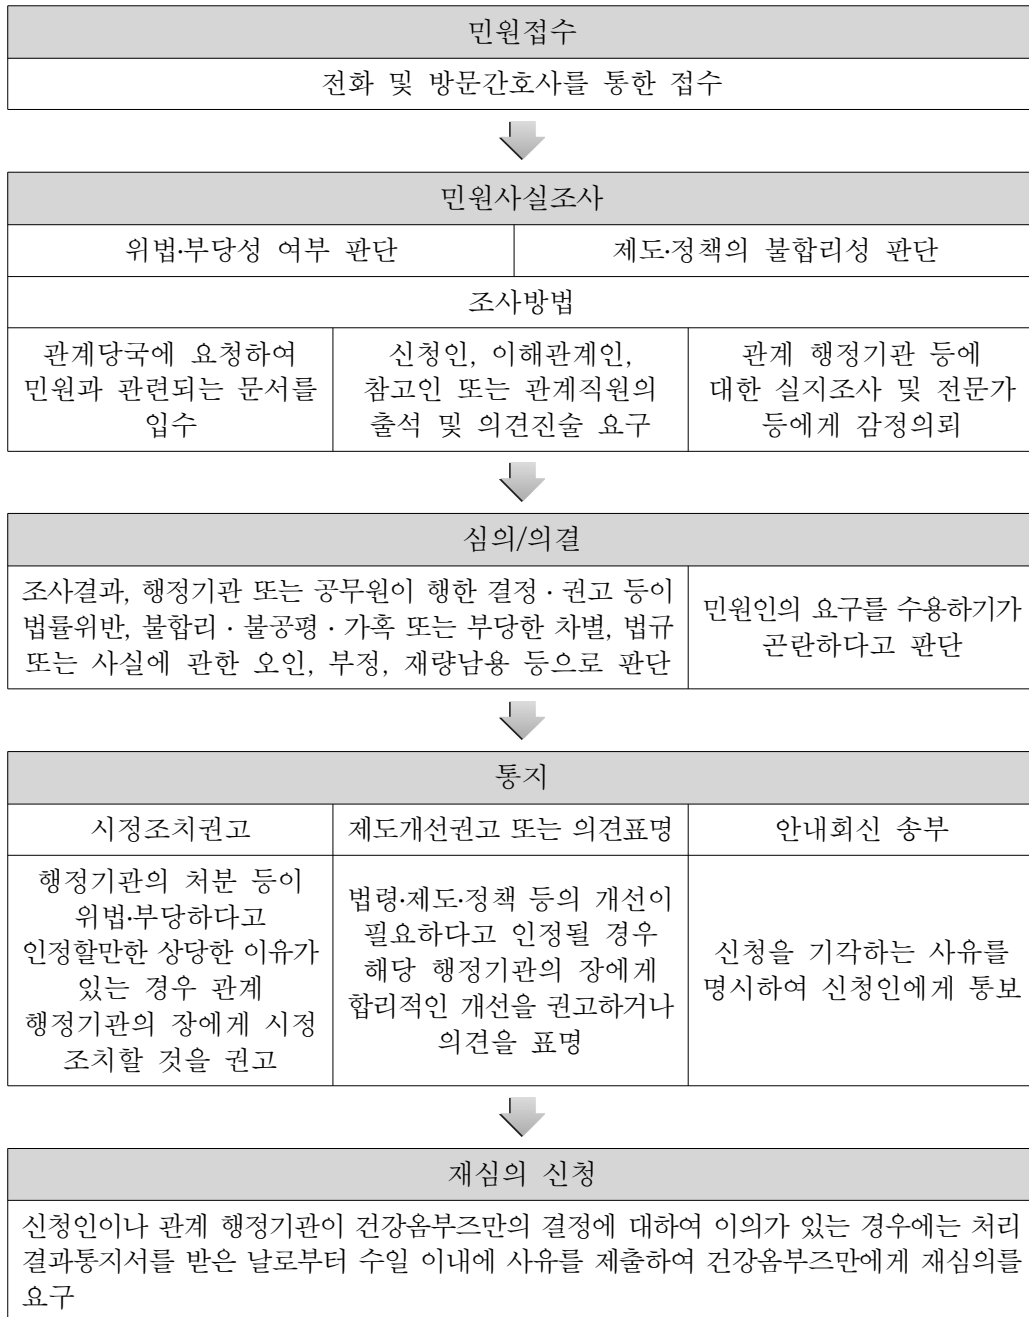 민원접수
전화 및 방문간호사를 통한 접수
민원사실조사
위법·부당성 여부 판단
제도·정책의 불합리성 판단
조사방법
관계당국에 요청하여
민원과 관련되는 문서를
입수
신청인, 이해관계인,
참고인 또는 관계직원의
출석 및 의견진술 요구
관계 행정기관 등에
대한 실지조사 및 전문가
등에게 감정의뢰
심의/의결
조사결과, 행정기관 또는 공무원이 행한 결정 · 권고 등이
법률위반, 불합리 · 불공평 · 가혹 또는 부당한 차별, 법규
또는 사실에 관한 오인, 부정, 재량남용 등으로 판단
민원인의 요구를 수용하기가
곤란하다고 판단
통지
시정조치권고
제도개선권고 또는 의견표명
안내회신 송부
행정기관의 처분 등이
위법·부당하다고
인정할만한 상당한 이유가
있는 경우 관계
행정기관의 장에게 시정
조치할 것을 권고
법령·제도·정책 등의 개선이
필요하다고 인정될 경우
해당 행정기관의 장에게
합리적인 개선을 권고하거나
의견을 표명
신청을 기각하는 사유를
명시하여 신청인에게 통보
재심의 신청
신청인이나 관계 행정기관이 건강옴부즈만의 결정에 대하여 이의가 있는 경우에는 처리
결과통지서를 받은 날로부터 수일 이내에 사유를 제출하여 건강옴부즈만에게 재심의를
요구